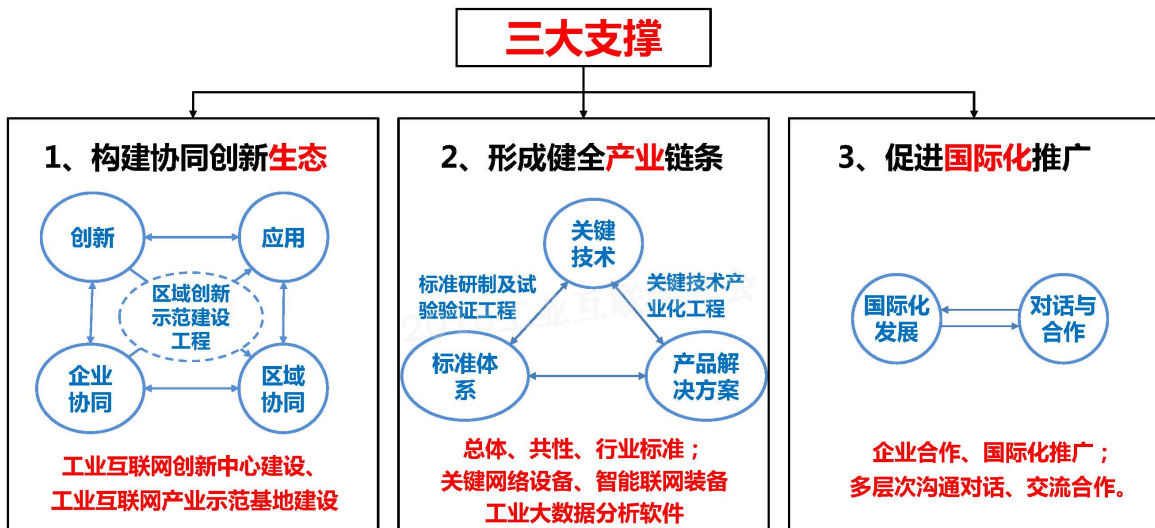 三大支撑
1、构建协同创新生态
创新
应用
区域创新
示范建设
工程
企业
协同
区域
协同
工业互联网创新中心建设、
工业互联网产业示范基地建设
2、形成健全产业链条
关键
技术
标准研制及试
验验证工程
关键技术产
业化工程
标准体
系
产品解
决方案
总体、共性、行业标准；
关键网络设备、智能联网装备
工业大数据分析软件
3、促进国际化推广
国际化
发展
对话与
合作
企业合作、国际化推广；
多层次沟通对话、交流合作。